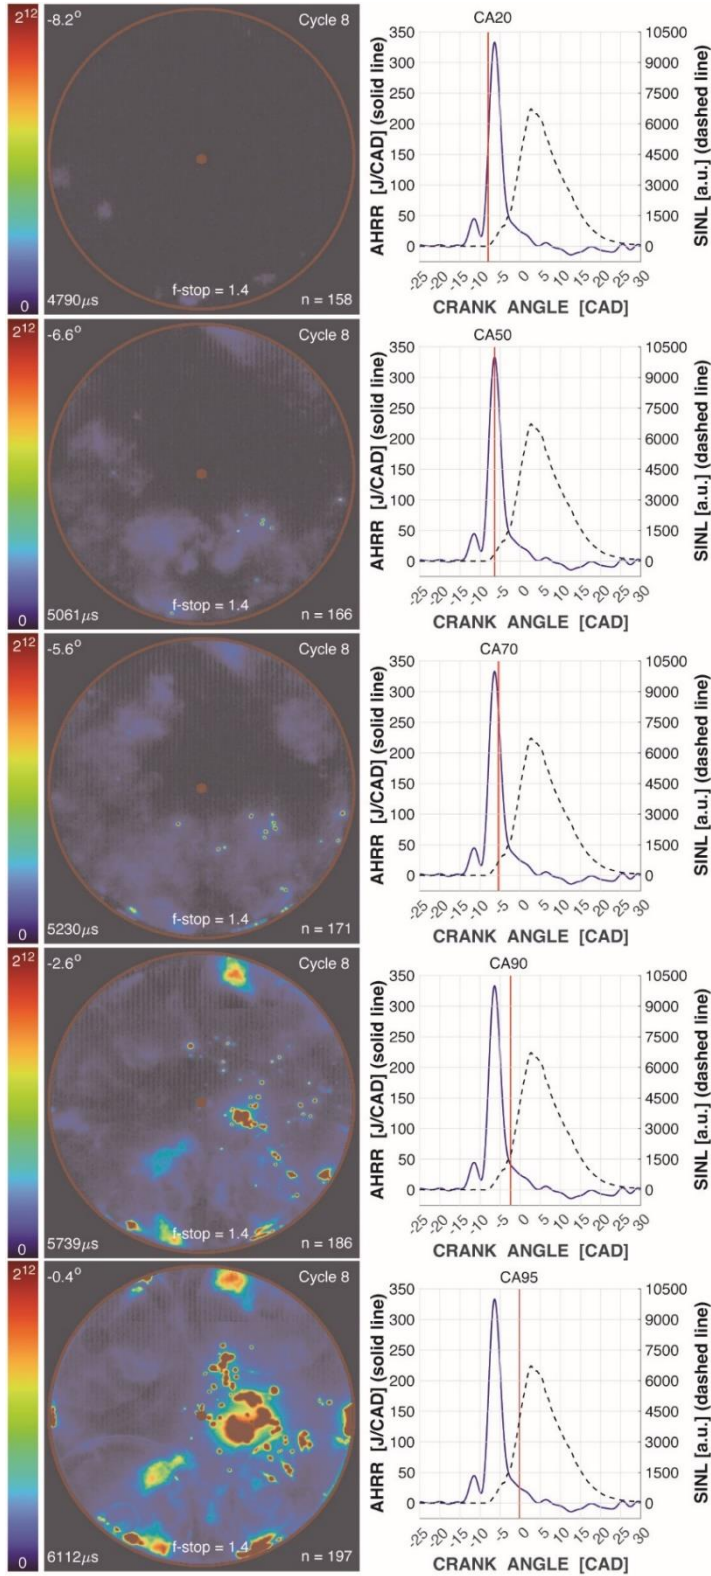 2¹²
-8.2°
Cycle 8
f-stop = 1.4
0
4790µs
n = 158
CA20
AHRR [J/CAD] (solid line)
350
300
250
200
150
100
50
0
10500
9000
7500
6000
4500
3000
1500
0
SINL [a.u.] (dashed line)
-25 -20 -15 -10 -5 0 5 10 15 20 25 30
CRANK ANGLE [CAD]
2¹²
-6.6°
Cycle 8
f-stop = 1.4
0
5061µs
n = 166
CA50
AHRR [J/CAD] (solid line)
350
300
250
200
150
100
50
0
10500
9000
7500
6000
4500
3000
1500
0
SINL [a.u.] (dashed line)
-25 -20 -15 -10 -5 0 5 10 15 20 25 30
CRANK ANGLE [CAD]
2¹²
-5.6°
Cycle 8
f-stop = 1.4
0
5230µs
n = 171
CA70
AHRR [J/CAD] (solid line)
350
300
250
200
150
100
50
0
10500
9000
7500
6000
4500
3000
1500
0
SINL [a.u.] (dashed line)
-25 -20 -15 -10 -5 0 5 10 15 20 25 30
CRANK ANGLE [CAD]
2¹²
-2.6°
Cycle 8
f-stop = 1.4
0
5739µs
n = 186
CA90
AHRR [J/CAD] (solid line)
350
300
250
200
150
100
50
0
10500
9000
7500
6000
4500
3000
1500
0
SINL [a.u.] (dashed line)
-25 -20 -15 -10 -5 0 5 10 15 20 25 30
CRANK ANGLE [CAD]
2¹²
-0.4°
Cycle 8
f-stop = 1.4
0
6112µs
n = 197
CA95
AHRR [J/CAD] (solid line)
350
300
250
200
150
100
50
0
10500
9000
7500
6000
4500
3000
1500
0
SINL [a.u.] (dashed line)
-25 -20 -15 -10 -5 0 5 10 15 20 25 30
CRANK ANGLE [CAD]